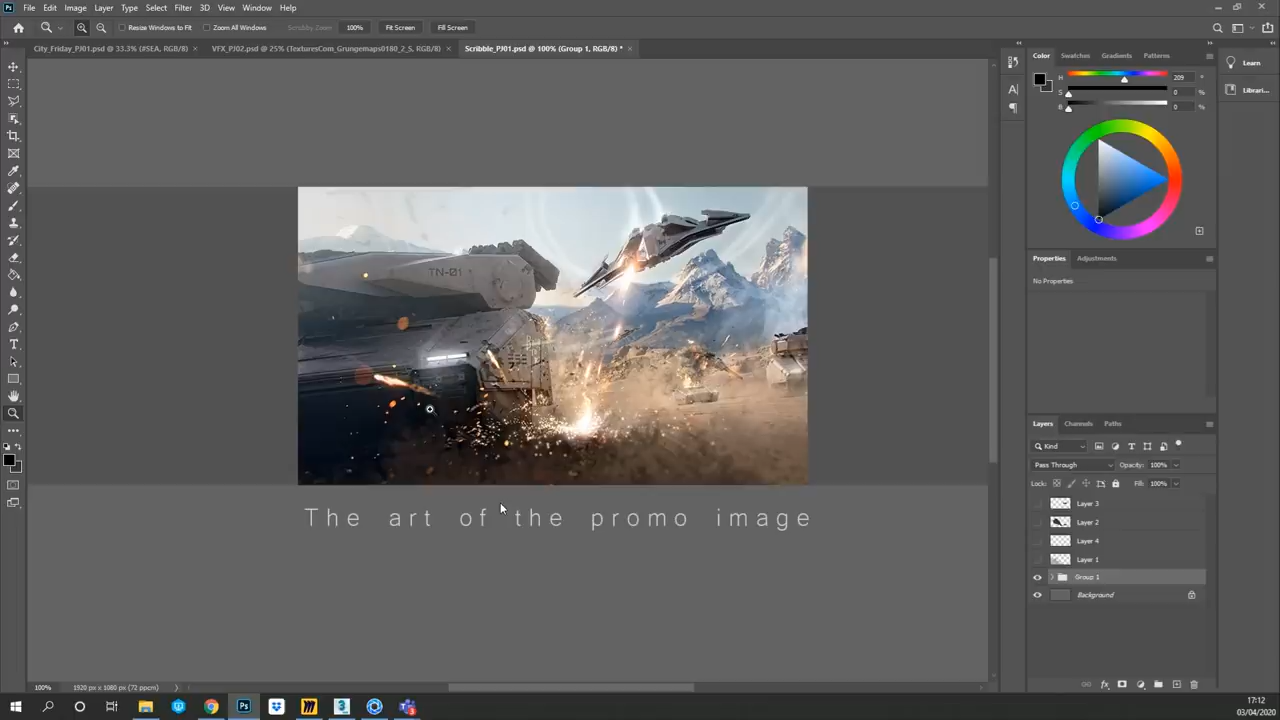 File Edit Image Layer Type Select Filter 3D View Window Help
Resize Windows to Fit Zoom All Windows Scrubby Zoom 100% Fit Screen Fill Screen
City_Friday_PJ01.psd @ 33.3% (#SEA, RGB/8) × VFX_PJ02.psd @ 25% (TexturesCom_Grungemaps0180_2_S, RGB/8) × Scribble_PJ01.psd @ 100% (Group 1, RGB/8) * ×
Color Swatches Gradients Patterns
Learn
H 209 °
Librari...
S 0 %
B 0 %
TN-01
Properties Adjustments
No Properties
The art of the promo image
Layers Channels Paths
Kind
Pass Through Opacity: 100%
Lock: Fill: 100%
Layer 3
Layer 2
Layer 4
Layer 1
Group 1
Background
100% 1920 px x 1080 px (72 ppcm)
17:12
03/04/2020